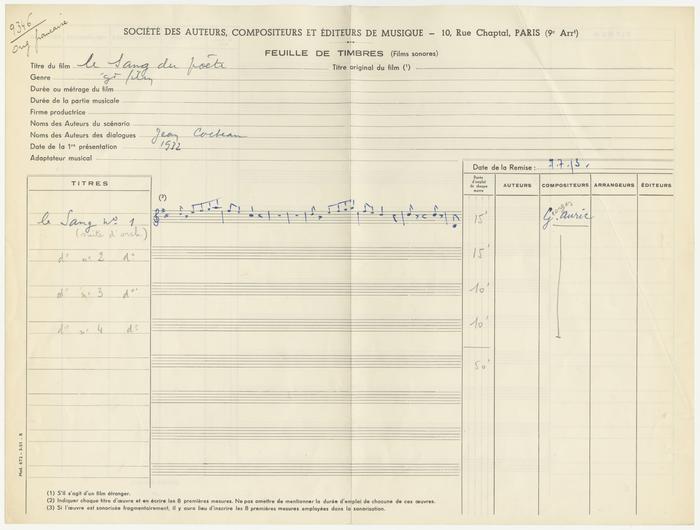 9346
orig française
SOCIÉTÉ DES AUTEURS, COMPOSITEURS ET ÉDITEURS DE MUSIQUE — 10, Rue Chaptal, PARIS (9e Arrt)
FEUILLE DE TIMBRES (Films sonores)
Titre du film le Sang du poète Titre original du film (1)
Genre gd film
Durée ou métrage du film
Durée de la partie musicale
Firme productrice
Noms des Auteurs du scénario
Noms des Auteurs des dialogues Jean Cocteau
Date de la 1re présentation 1932
Adaptateur musical
Date de la Remise :
TITRES
(2)
Durée d'emploi de chaque œuvre
AUTEURS COMPOSITEURS ARRANGEURS ÉDITEURS
le Sang No. 1 15' Georges Auric
(suite d'orch)
do no 2 do 15'
do no 3 do 10'
do no 4 do 10'
50'
Mod. 672 - 3-51 - R
(1) S'il s'agit d'un film étranger.
(2) Indiquer chaque titre d'œuvre et en écrire les 8 premières mesures. Ne pas omettre de mentionner la durée d'emploi de chacune de ces œuvres.
(3) Si l'œuvre est sonorisée fragmentairement, il y aura lieu d'inscrire les 8 premières mesures employées dans la sonorisation.